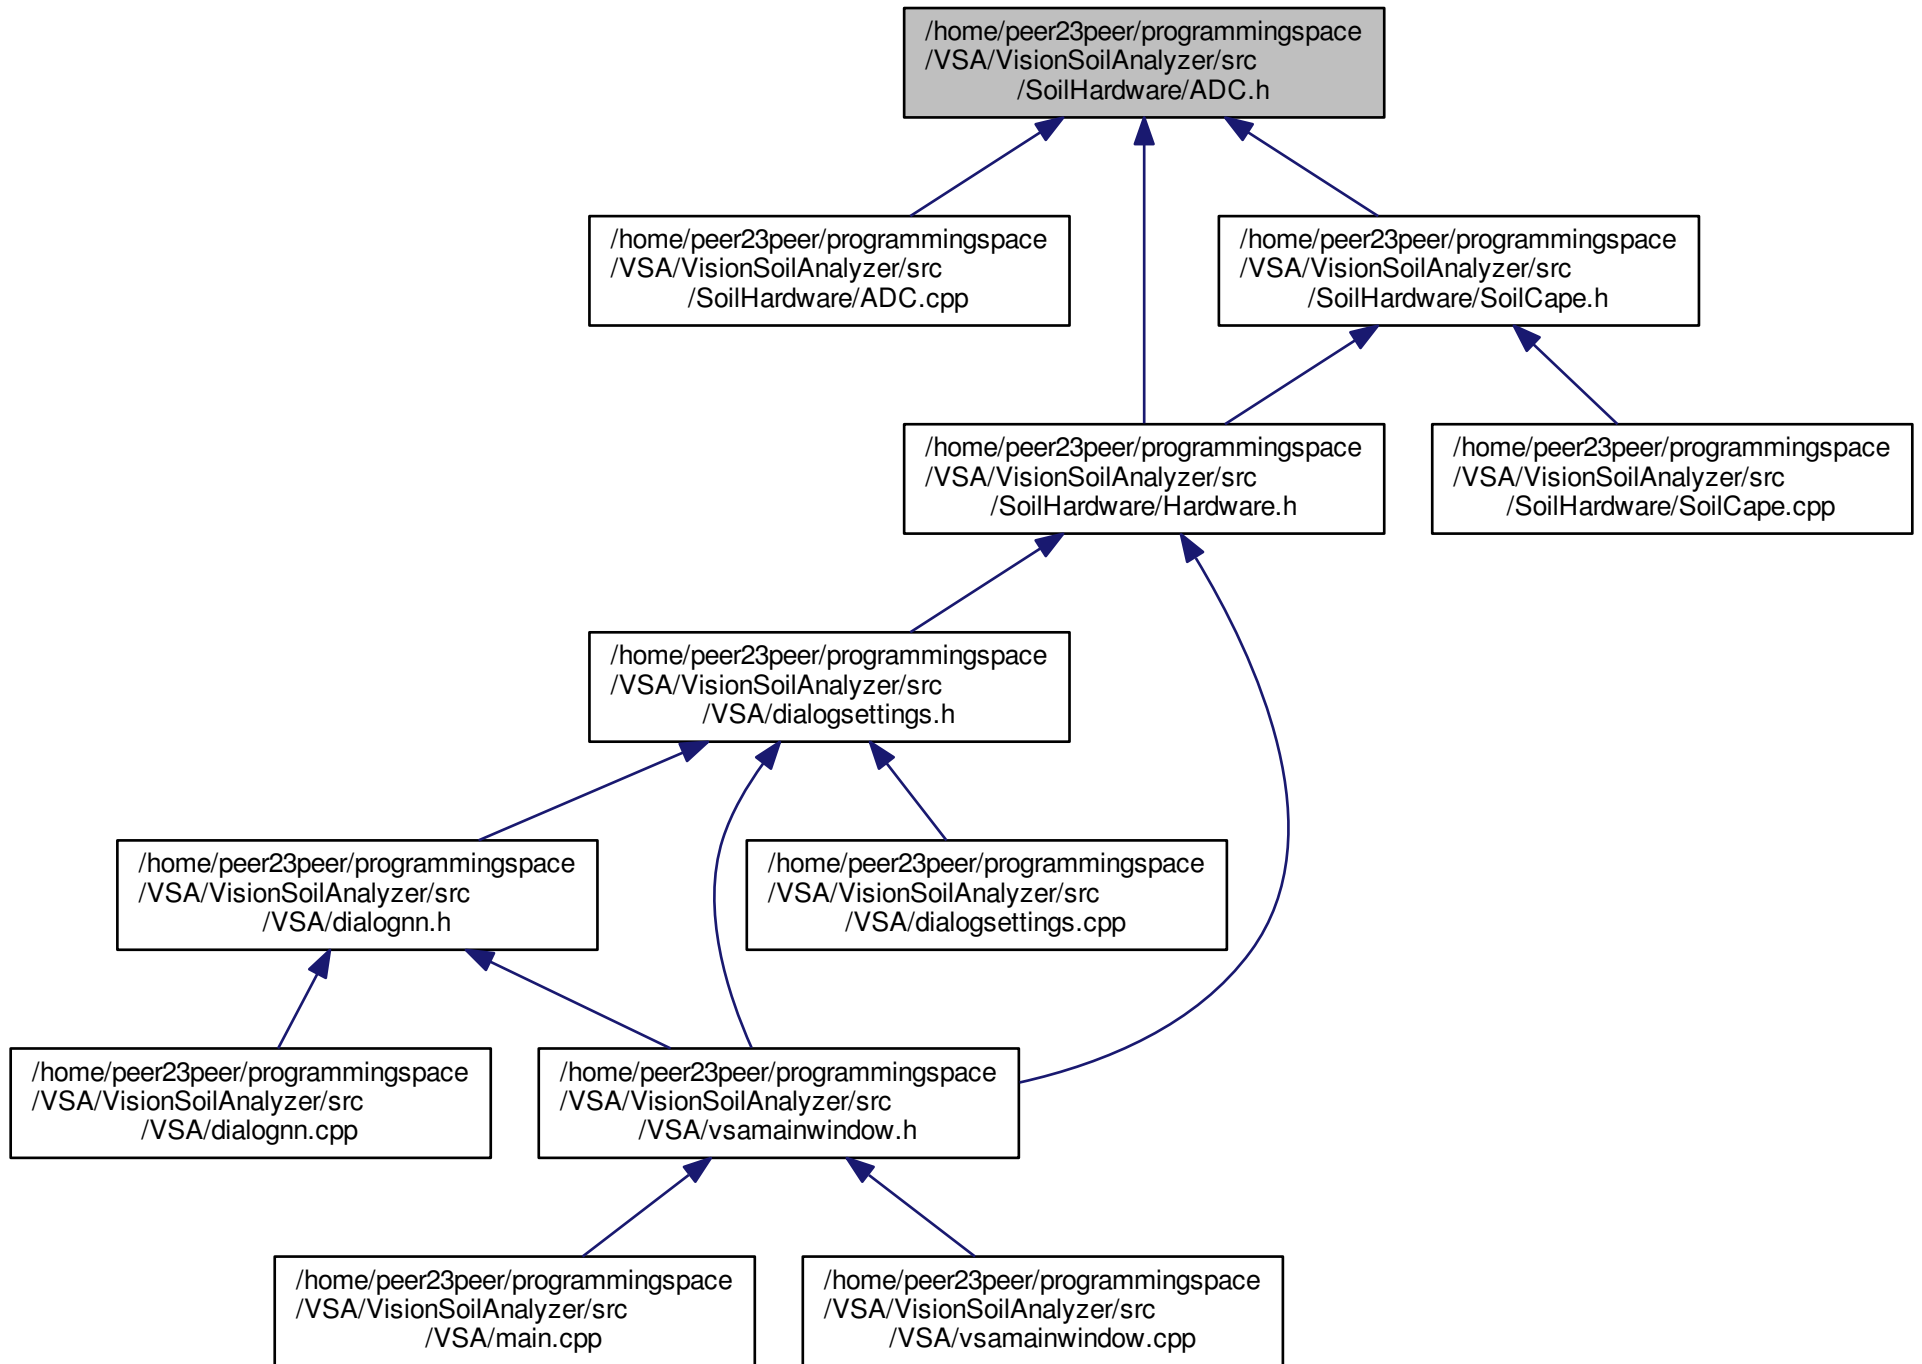 /home/peer23peer/programmingspace
/VSA/VisionSoilAnalyzer/src
/SoilHardware/ADC.h
/home/peer23peer/programmingspace
/VSA/VisionSoilAnalyzer/src
/SoilHardware/ADC.cpp
/home/peer23peer/programmingspace
/VSA/VisionSoilAnalyzer/src
/SoilHardware/SoilCape.h
/home/peer23peer/programmingspace
/VSA/VisionSoilAnalyzer/src
/SoilHardware/Hardware.h
/home/peer23peer/programmingspace
/VSA/VisionSoilAnalyzer/src
/SoilHardware/SoilCape.cpp
/home/peer23peer/programmingspace
/VSA/VisionSoilAnalyzer/src
/VSA/dialogsettings.h
/home/peer23peer/programmingspace
/VSA/VisionSoilAnalyzer/src
/VSA/dialognn.h
/home/peer23peer/programmingspace
/VSA/VisionSoilAnalyzer/src
/VSA/dialogsettings.cpp
/home/peer23peer/programmingspace
/VSA/VisionSoilAnalyzer/src
/VSA/dialognn.cpp
/home/peer23peer/programmingspace
/VSA/VisionSoilAnalyzer/src
/VSA/vsamainwindow.h
/home/peer23peer/programmingspace
/VSA/VisionSoilAnalyzer/src
/VSA/main.cpp
/home/peer23peer/programmingspace
/VSA/VisionSoilAnalyzer/src
/VSA/vsamainwindow.cpp